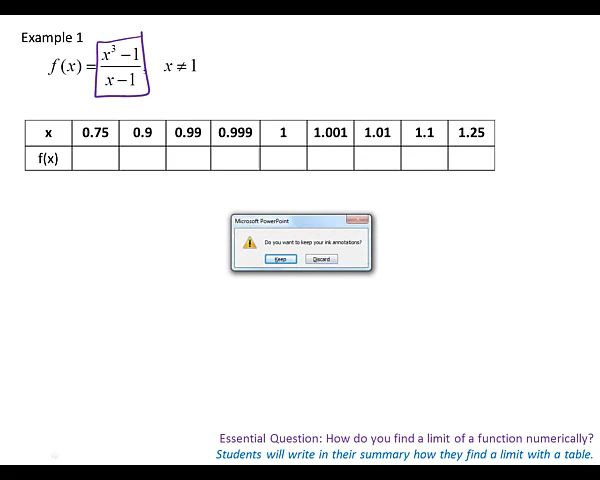 Example 1
f(x) = (x³ − 1)/(x − 1), x ≠ 1
x 0.75 0.9 0.99 0.999 1 1.001 1.01 1.1 1.25
f(x)
Microsoft PowerPoint
Do you want to keep your ink annotations?
Keep Discard
Essential Question: How do you find a limit of a function numerically?
Students will write in their summary how they find a limit with a table.